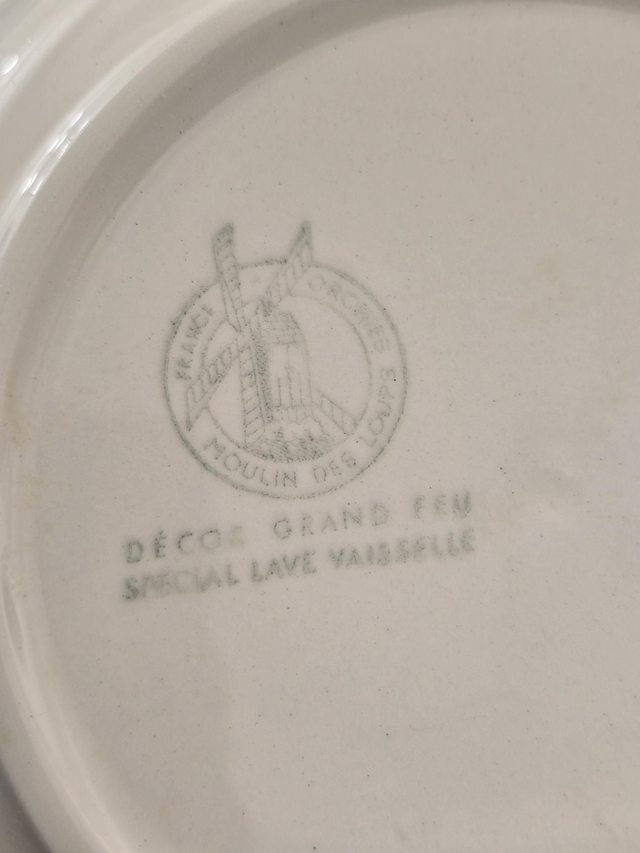 FRANCE
ORCHIES
MOULIN DES LOUPS
DÉCOR GRAND FEU
SPECIAL LAVE VAISSELLE